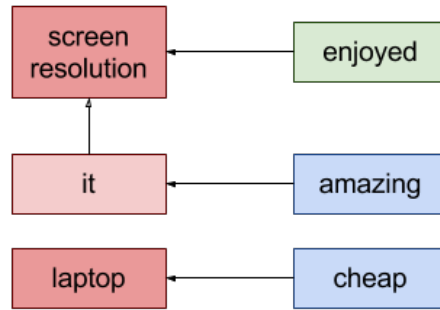 screen
resolution
enjoyed
it
amazing
laptop
cheap